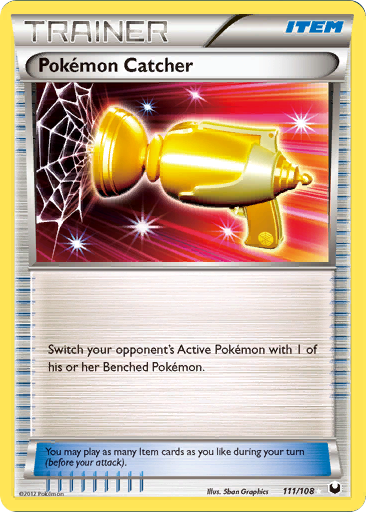 TRAINER
ITEM
Pokémon Catcher
Switch your opponent's Active Pokémon with 1 of
his or her Benched Pokémon.
You may play as many Item cards as you like during your turn
(before your attack).
©2012 Pokémon
Illus. 5ban Graphics
111/108